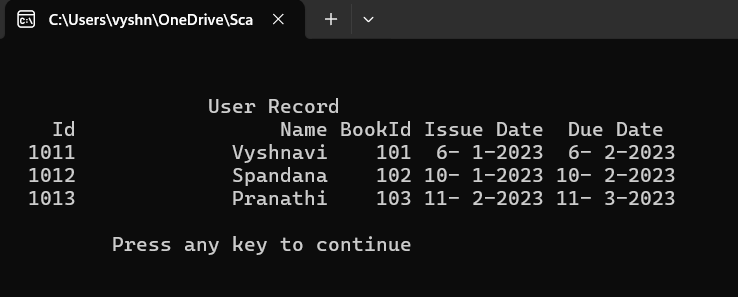 C:\Users\vyshn\OneDrive\Sca
User Record
Id Name BookId Issue Date Due Date
1011 Vyshnavi 101 6- 1-2023 6- 2-2023
1012 Spandana 102 10- 1-2023 10- 2-2023
1013 Pranathi 103 11- 2-2023 11- 3-2023
Press any key to continue